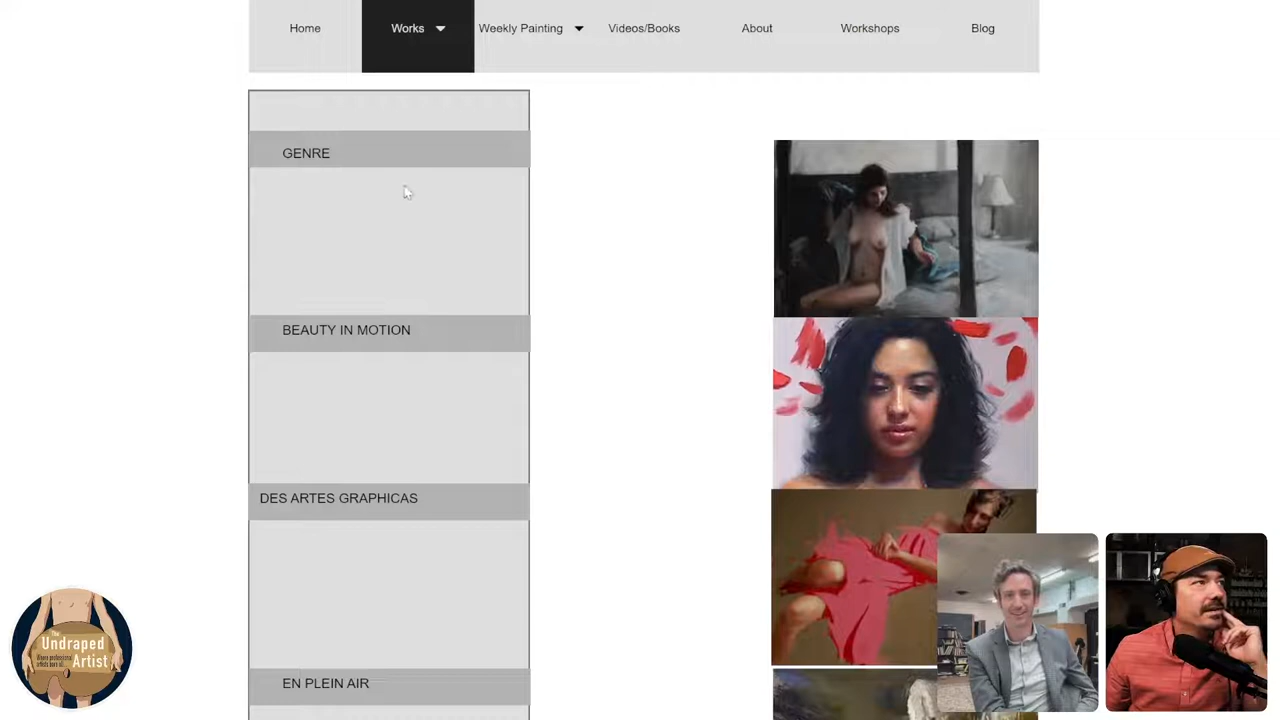 Home
Works
Weekly Painting
Videos/Books
About
Workshops
Blog
GENRE
BEAUTY IN MOTION
DES ARTES GRAPHICAS
EN PLEIN AIR
The
Undraped
Artist